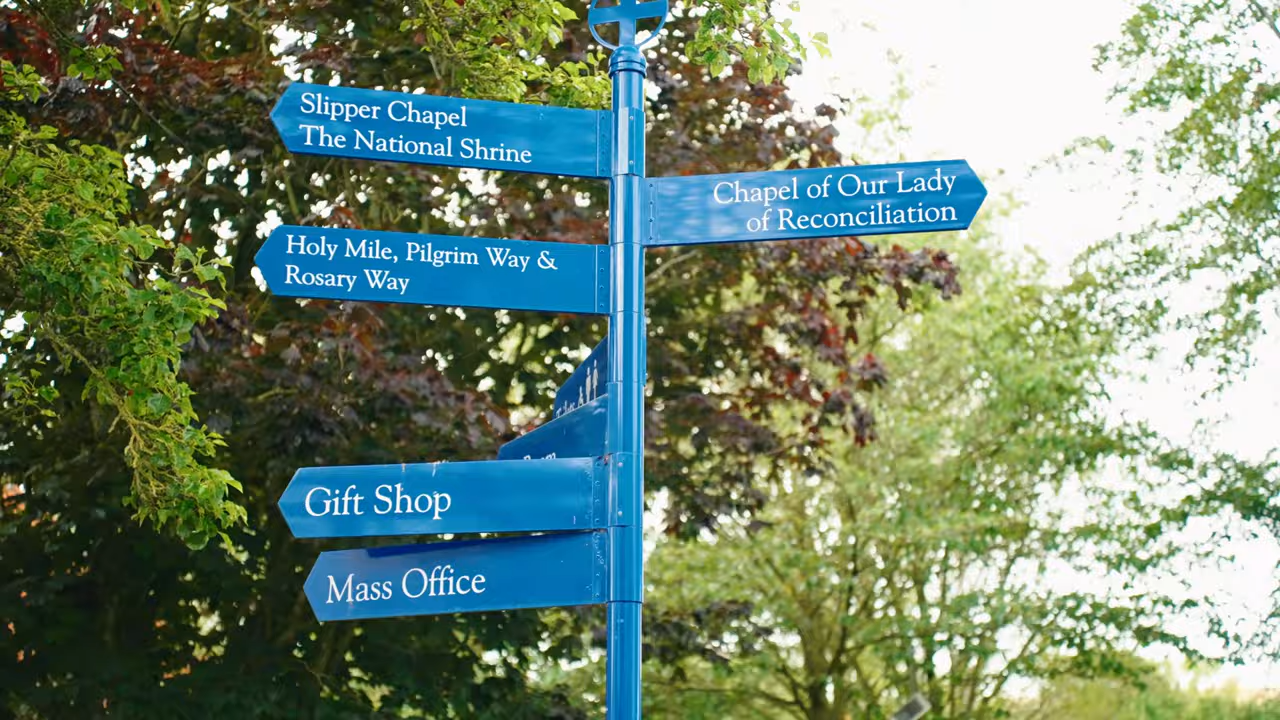 Slipper Chapel
The National Shrine
Chapel of Our Lady
of Reconciliation
Holy Mile, Pilgrim Way &
Rosary Way
Gift Shop
Mass Office